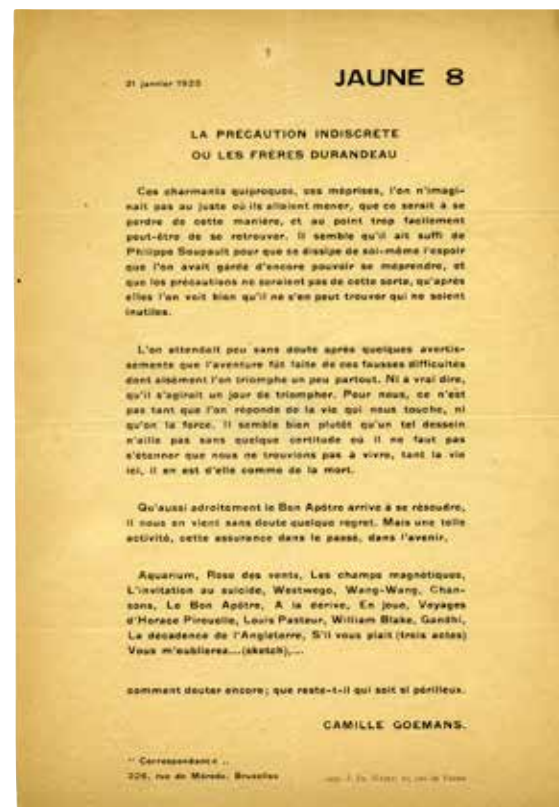 21 janvier 1925
JAUNE 8
LA PRÉCAUTION INDISCRÈTE
OU LES FRÈRES DURANDEAU
Ces charmants quiproquos, ces méprises, l'on n'imagi-
nait pas au juste où ils alloient mener, que ce serait à se
perdre de cette manière, et au point trop facilement
peut-être de se retrouver. Il semble qu'il ait suffi de
Philippe Soupault pour que se dissipe de soi-même l'espoir
que l'on avait gardé d'encore pouvoir se méprendre, et
que les précautions ne seraient pas de cette sorte, qu'après
elles l'on voit bien qu'il ne s'en peut trouver qui ne soient
inutiles.
L'on attendait peu sans doute après quelques avertis-
sements que l'aventure fût faite de ces fausses difficultés
dont aisément l'on triomphe un peu partout. Ni à vrai dire,
qu'il s'agirait un jour de triompher. Pour nous, ce n'est
pas tant que l'on réponde de la vie qui nous touche, ni
qu'on la force. Il semble bien plutôt qu'un tel dessein
n'aille pas sans quelque certitude où il ne faut pas
s'étonner que nous ne trouvions pas à vivre, tant la vie
ici, il en est d'elle comme de la mort.
Qu'aussi adroitement le Bon Apôtre arrive à se résoudre,
il nous en vient sans doute quelque regret. Mais une telle
activité, cette assurance dans le passé, dans l'avenir.
Aquarium, Rose des vents, Les champs magnétiques,
L'invitation au suicide, Westwego, Wang-Wang, Chan-
sons, Le Bon Apôtre, A la dérive, En joue, Voyages
d'Horace Pirouelle, Louis Pasteur, William Blake, Gandhi,
La décadence de l'Angleterre, S'il vous plait (trois actes)
Vous m'oublierez...(sketch),...
comment douter encore; que reste-t-il qui soit si périlleux.
CAMILLE GOEMANS.
" Correspondance "
226, rue de Mérode, Bruxelles